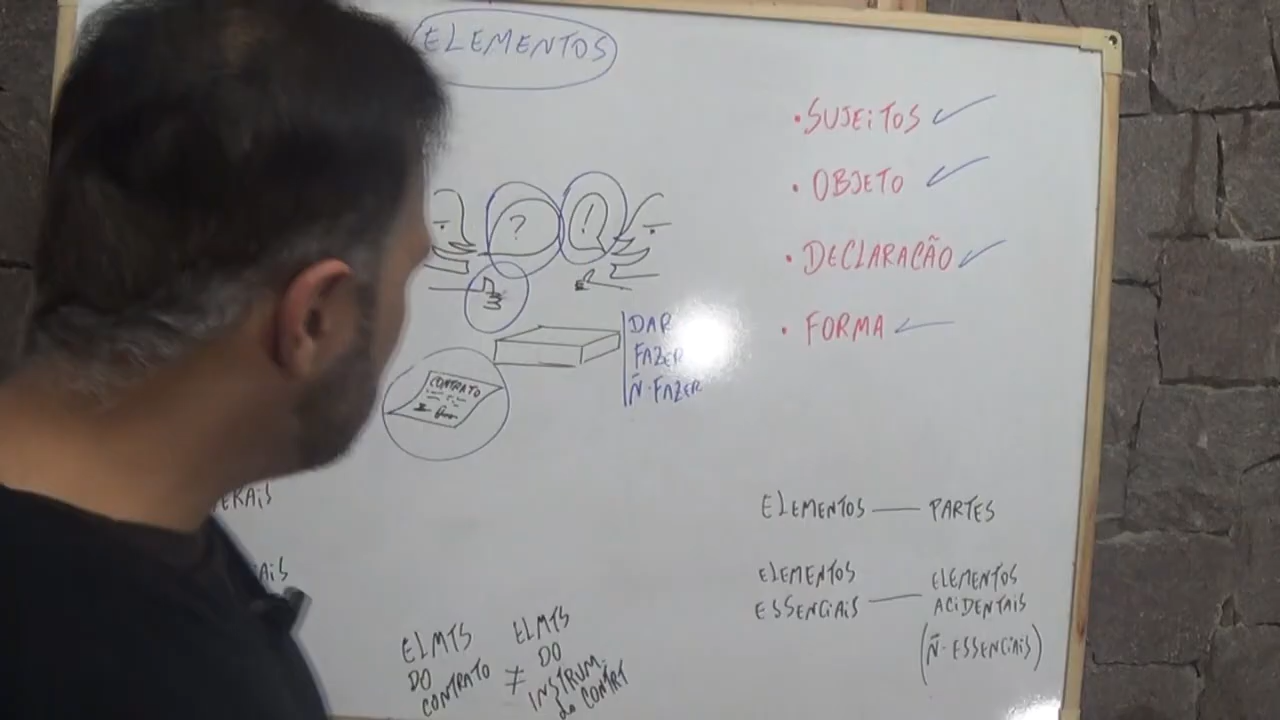 ELEMENTOS
• SUJEITOS
• OBJETO
• DECLARAÇÃO
• FORMA
?
!
DAR
FAZER
Ñ-FAZER
CONTRATO
ELEMENTOS — PARTES
ELEMENTOS ESSENCIAIS — ELEMENTOS ACIDENTAIS
(Ñ-ESSENCIAIS)
ELMTS DO CONTRATO ≠ ELMTS DO INSTRUM. do CONTRT